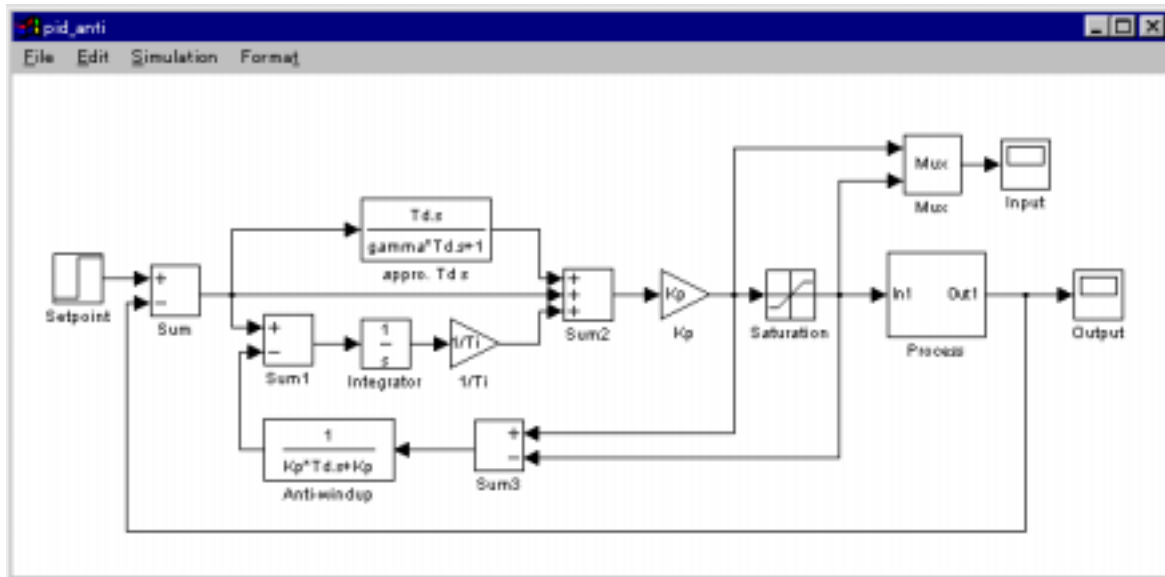 pid_anti
File Edit Simulation Format
Mux
Mux
Input
Td.s
gamma*Td.s+1
appro. Td s
Setpoint
+
−
Sum
+
+
+
Sum2
Kp
Kp
Saturation
In1 Out1
Process
Output
+
−
Sum1
1
s
Integrator
1/Ti
1/Ti
1
Kp*Td.s+Kp
Anti-windup
+
−
Sum3